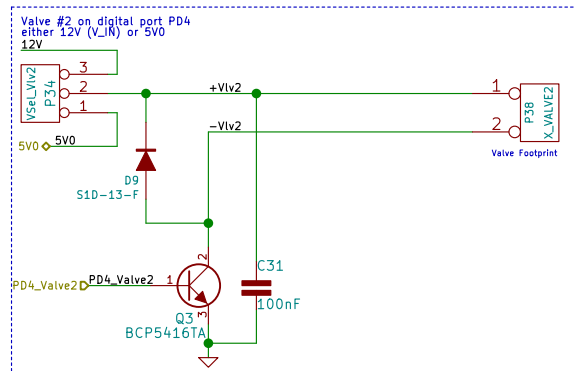 Valve #2 on digital port PD4
either 12V (V_IN) or 5V0
12V
VSel_Vlv2
P34
3
2
1
+Vlv2
-Vlv2
5V0
5V0
1
2
P38
X_VALVE2
Valve Footprint
D9
S1D-13-F
PD4_Valve2
PD4_Valve2
1
2
3
Q3
BCP5416TA
C31
100nF